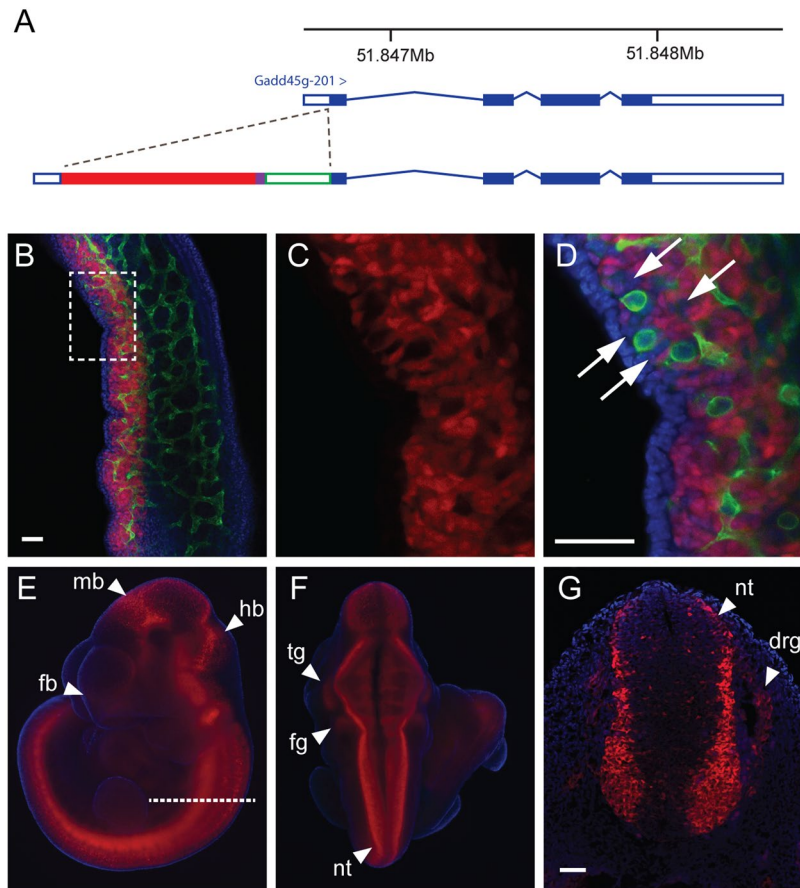 A
51.847Mb 51.848Mb
Gadd45g-201 >
B C D
E F G
mb
hb
fb
tg
fg
nt
nt
drg